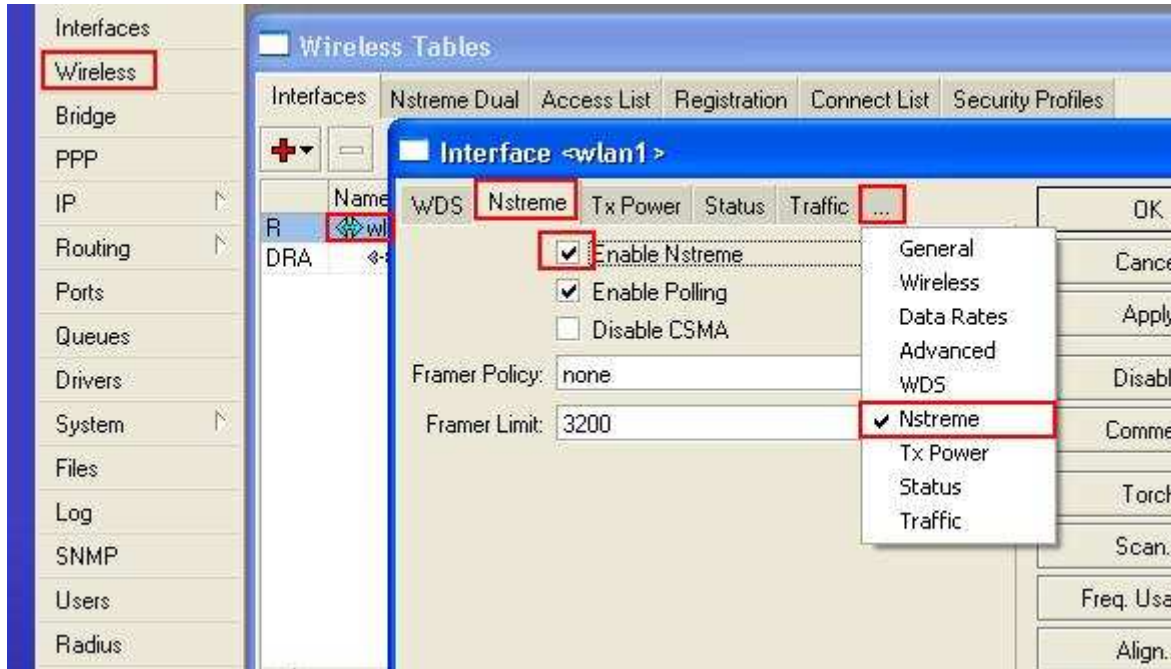 Interfaces
Wireless
Bridge
PPP
IP
Routing
Ports
Queues
Drivers
System
Files
Log
SNMP
Users
Radius
Wireless Tables
Interfaces Nstreme Dual Access List Registration Connect List Security Profiles
Name
R wl
DRA
Interface <wlan1>
WDS Nstreme Tx Power Status Traffic ...
Enable Nstreme
Enable Polling
Disable CSMA
Framer Policy: none
Framer Limit: 3200
General
Wireless
Data Rates
Advanced
WDS
Nstreme
Tx Power
Status
Traffic
OK
Cance
Apply
Disabl
Comme
Torch
Scan.
Freq. Usa
Align.